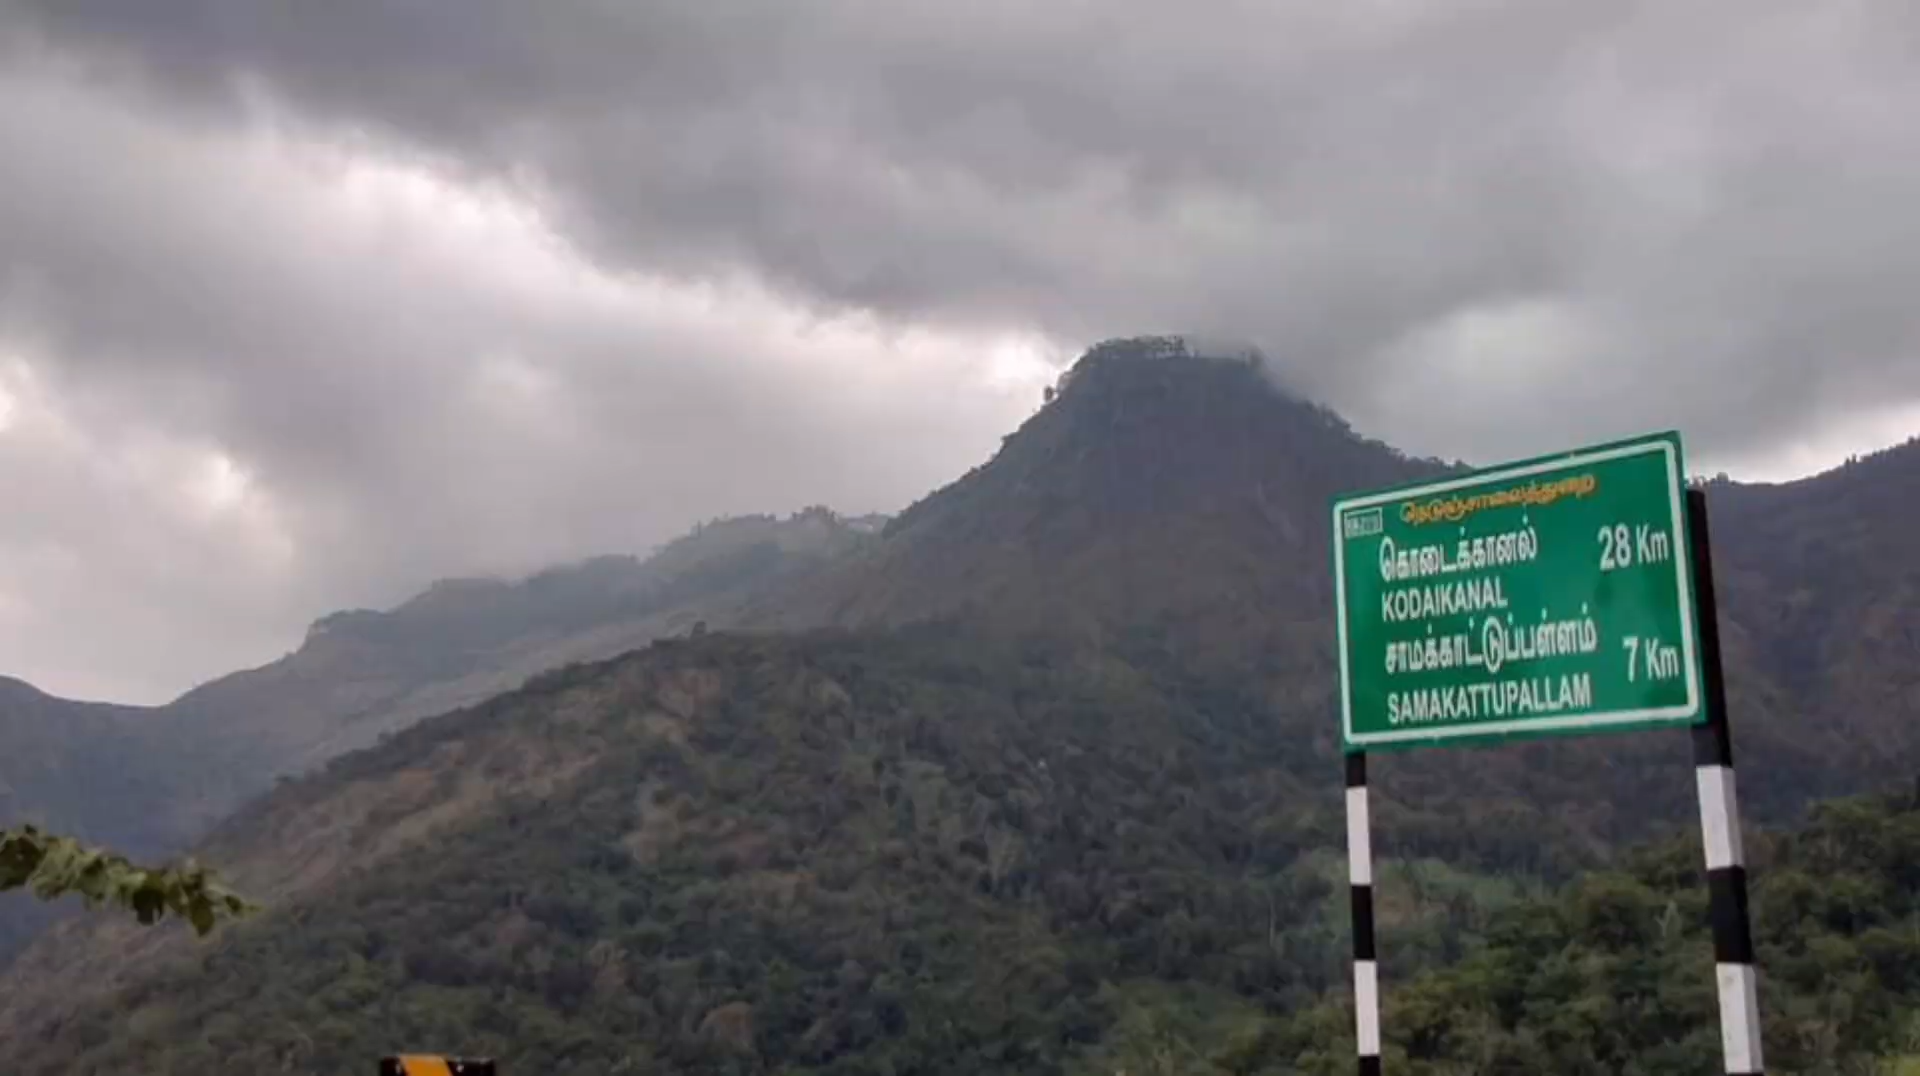 நெடுஞ்சாலைத்துறை
கொடைக்கானல் 28 Km
KODAIKANAL
சாமக்காட்டுப்பள்ளம் 7 Km
SAMAKATTUPALLAM